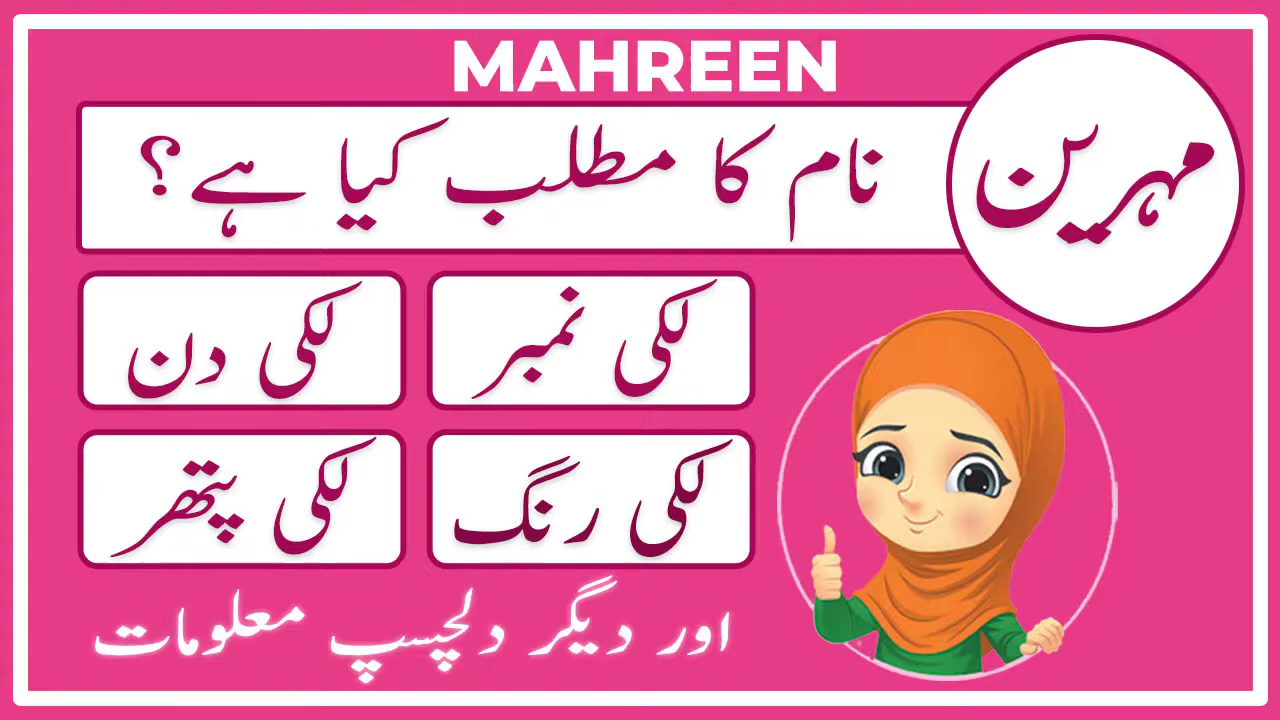 MAHREEN
مہرین نام کا مطلب کیا ہے؟
لکی نمبر
لکی دن
لکی رنگ
لکی پتھر
اور دیگر دلچسپ معلومات